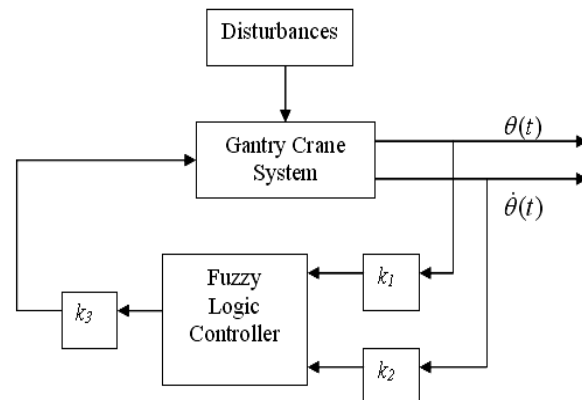 Disturbances
Gantry Crane
System
θ(t)
θ̇(t)
Fuzzy
Logic
Controller
k₁
k₂
k₃